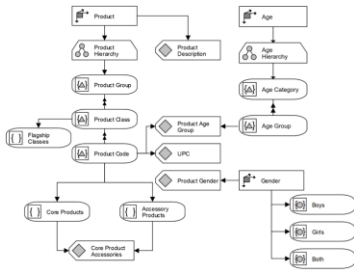 Product
Age
Product
Hierarchy
Product
Description
Age
Hierarchy
Product Group
Age Category
Product Class
Flagship
Classes
Product Age
Group
Age Group
Product Code
UPC
Product Gender
Gender
Core Products
Accessory
Products
Boys
Girls
Core Product
Accessories
Both